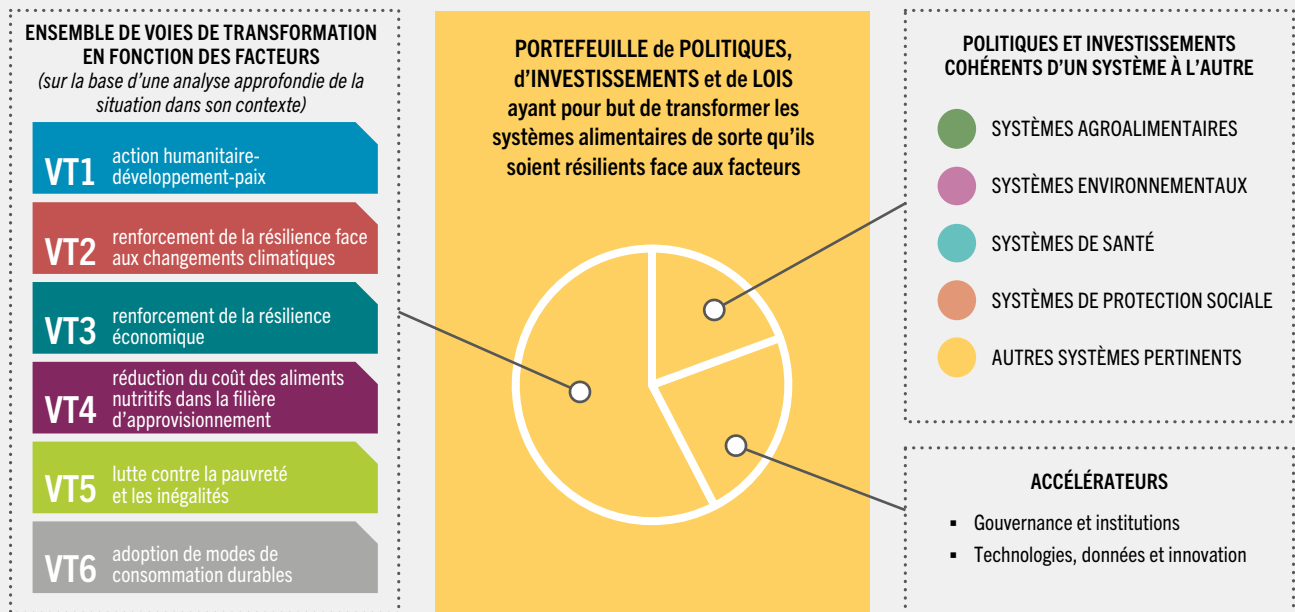 ENSEMBLE DE VOIES DE TRANSFORMATION
EN FONCTION DES FACTEURS
(sur la base d'une analyse approfondie de la
situation dans son contexte)
VT1
action humanitaire-
développement-paix
VT2
renforcement de la résilience face
aux changements climatiques
VT3
renforcement de la résilience
économique
VT4
réduction du coût des aliments
nutritifs dans la filière
d'approvisionnement
VT5
lutte contre la pauvreté
et les inégalités
VT6
adoption de modes de
consommation durables
PORTEFEUILLE de POLITIQUES,
d'INVESTISSEMENTS et de LOIS
ayant pour but de transformer les
systèmes alimentaires de sorte qu'ils
soient résilients face aux facteurs
POLITIQUES ET INVESTISSEMENTS
COHÉRENTS D'UN SYSTÈME À L'AUTRE
SYSTÈMES AGROALIMENTAIRES
SYSTÈMES ENVIRONNEMENTAUX
SYSTÈMES DE SANTÉ
SYSTÈMES DE PROTECTION SOCIALE
AUTRES SYSTÈMES PERTINENTS
ACCÉLÉRATEURS
▪ Gouvernance et institutions
▪ Technologies, données et innovation